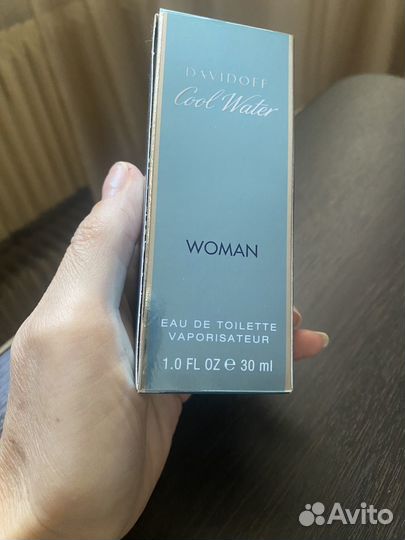 DAVIDOFF
Cool Water
WOMAN
EAU DE TOILETTE
VAPORISATEUR
1.0 FL OZ ℮ 30 ml
Avito